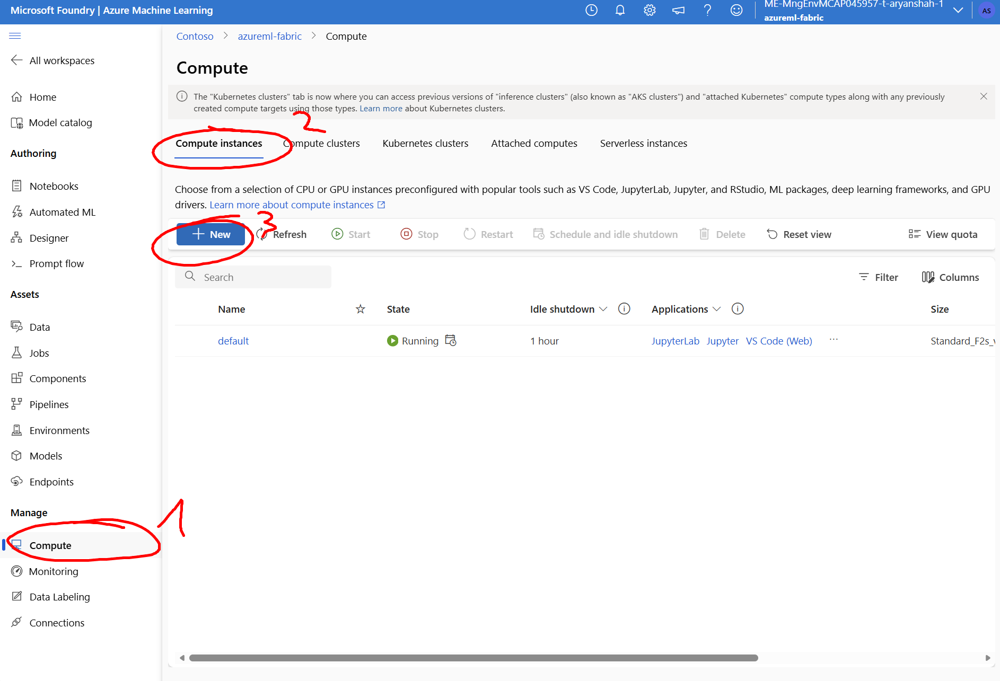 Microsoft Foundry | Azure Machine Learning
ME-MngEnvMCAP045957-t-aryanshah-1
azureml-fabric
AS
All workspaces
Home
Model catalog
Authoring
Notebooks
Automated ML
Designer
Prompt flow
Assets
Data
Jobs
Components
Pipelines
Environments
Models
Endpoints
Manage
1
Compute
Monitoring
Data Labeling
Connections
Contoso > azureml-fabric > Compute
Compute
The "Kubernetes clusters" tab is now where you can access previous versions of "inference clusters" (also known as "AKS clusters") and "attached Kubernetes" compute types along with any previously
created compute targets using those types. Learn more about Kubernetes clusters.
2
Compute instances Compute clusters Kubernetes clusters Attached computes Serverless instances
Choose from a selection of CPU or GPU instances preconfigured with popular tools such as VS Code, JupyterLab, Jupyter, and RStudio, ML packages, deep learning frameworks, and GPU
drivers. Learn more about compute instances
3
New Refresh Start Stop Restart Schedule and idle shutdown Delete Reset view View quota
Search Filter Columns
Name State Idle shutdown Applications Size
default Running 1 hour JupyterLab Jupyter VS Code (Web) ... Standard_F2s_v